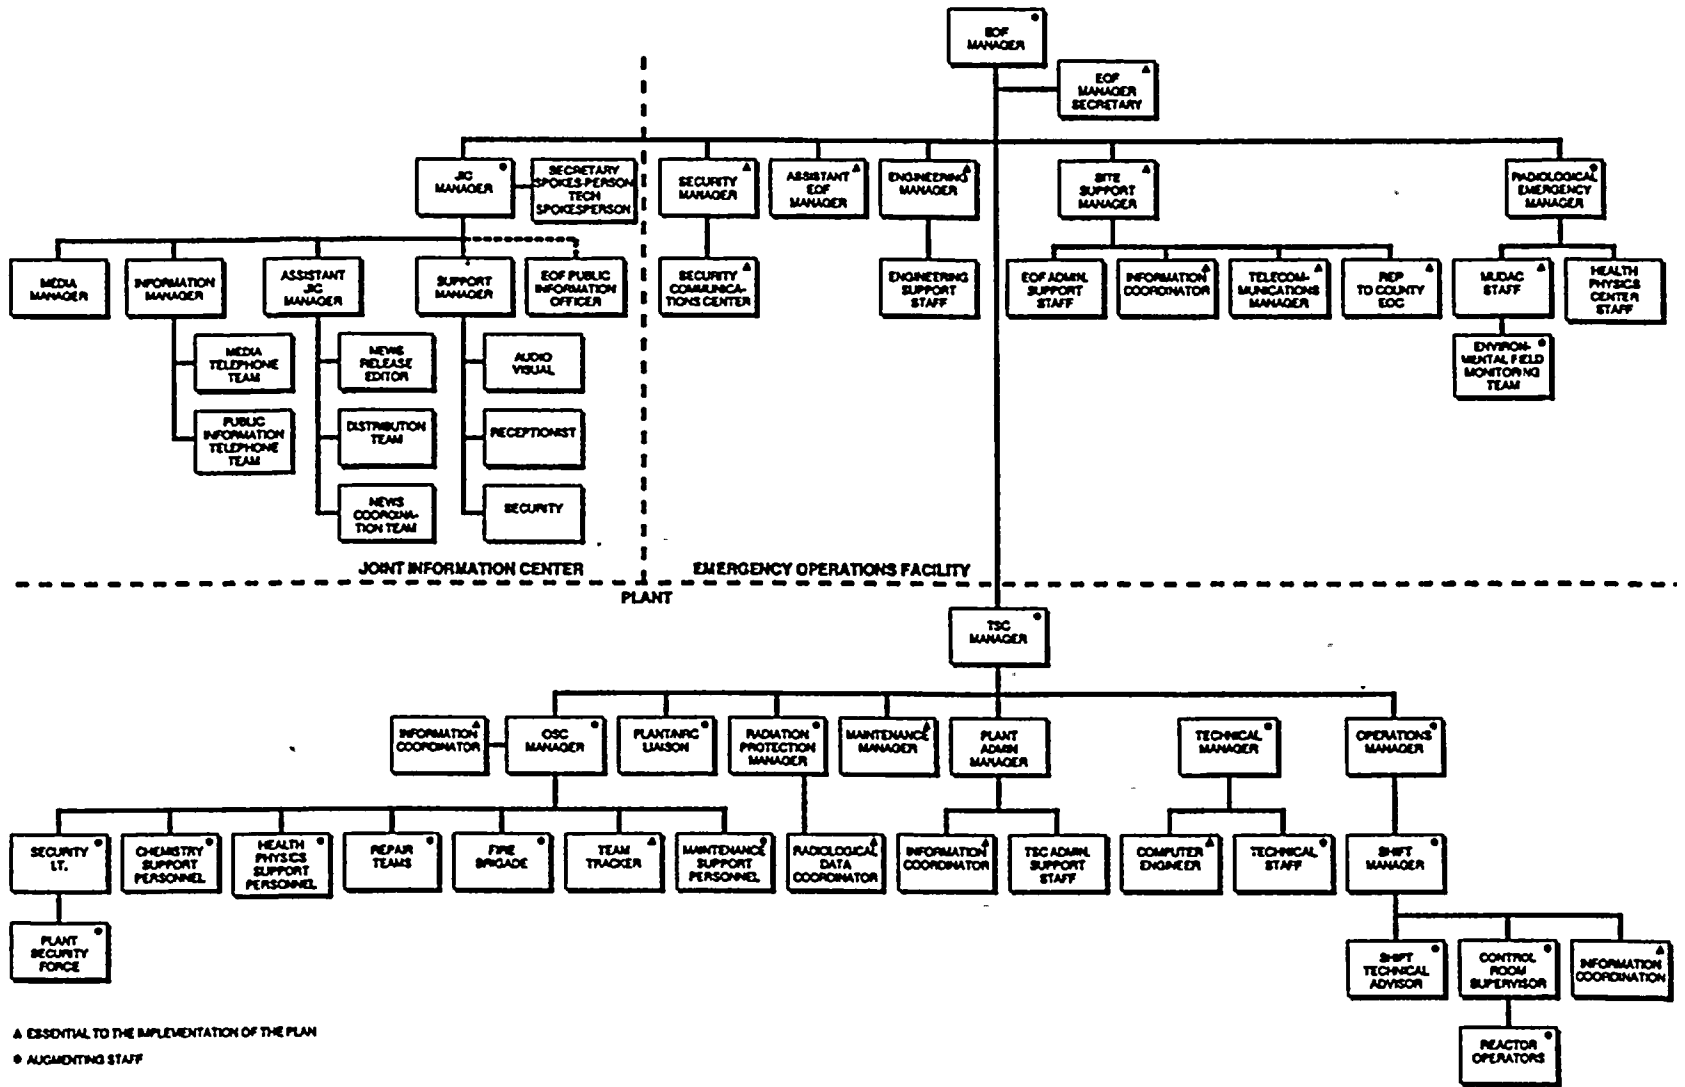 EOF
MANAGER
EOF
MANAGER
SECRETARY
JIC
MANAGER
SECRETARY
SPOKES-PERSON
TECH
SPOKESPERSON
SECURITY
MANAGER
ASSISTANT
EOF
MANAGER
ENGINEERING
MANAGER
SITE
SUPPORT
MANAGER
RADIOLOGICAL
EMERGENCY
MANAGER
MEDIA
MANAGER
INFORMATION
MANAGER
ASSISTANT
JIC
MANAGER
SUPPORT
MANAGER
EOF PUBLIC
INFORMATION
OFFICER
SECURITY
COMMUNICA-
TIONS CENTER
ENGINEERING
SUPPORT
STAFF
EOF ADMIN.
SUPPORT
STAFF
INFORMATION
COORDINATOR
TELECOM-
MUNICATIONS
MANAGER
REP
TO COUNTY
EOC
MUDAC
STAFF
HEALTH
PHYSICS
CENTER
STAFF
MEDIA
TELEPHONE
TEAM
NEWS
RELEASE
EDITOR
AUDIO
VISUAL
ENVIRON-
MENTAL FIELD
MONITORING
TEAM
PUBLIC
INFORMATION
TELEPHONE
TEAM
DISTRIBUTION
TEAM
RECEPTIONIST
NEWS
COORDINA-
TION TEAM
SECURITY
JOINT INFORMATION CENTER
EMERGENCY OPERATIONS FACILITY
PLANT
TSC
MANAGER
INFORMATION
COORDINATOR
OSC
MANAGER
PLANT/NRC
LIAISON
RADIATION
PROTECTION
MANAGER
MAINTENANCE
MANAGER
PLANT
ADMIN
MANAGER
TECHNICAL
MANAGER
OPERATIONS
MANAGER
SECURITY
LT.
CHEMISTRY
SUPPORT
PERSONNEL
HEALTH
PHYSICS
SUPPORT
PERSONNEL
REPAIR
TEAMS
FIRE
BRIGADE
TEAM
TRACKER
MAINTENANCE
SUPPORT
PERSONNEL
RADIOLOGICAL
DATA
COORDINATOR
INFORMATION
COORDINATOR
TSC ADMIN.
SUPPORT
STAFF
COMPUTER
ENGINEER
TECHNICAL
STAFF
SHIFT
MANAGER
PLANT
SECURITY
FORCE
SHIFT
TECHNICAL
ADVISOR
CONTROL
ROOM
SUPERVISOR
INFORMATION
COORDINATION
REACTOR
OPERATORS
▲ ESSENTIAL TO THE IMPLEMENTATION OF THE PLAN
● AUGMENTING STAFF